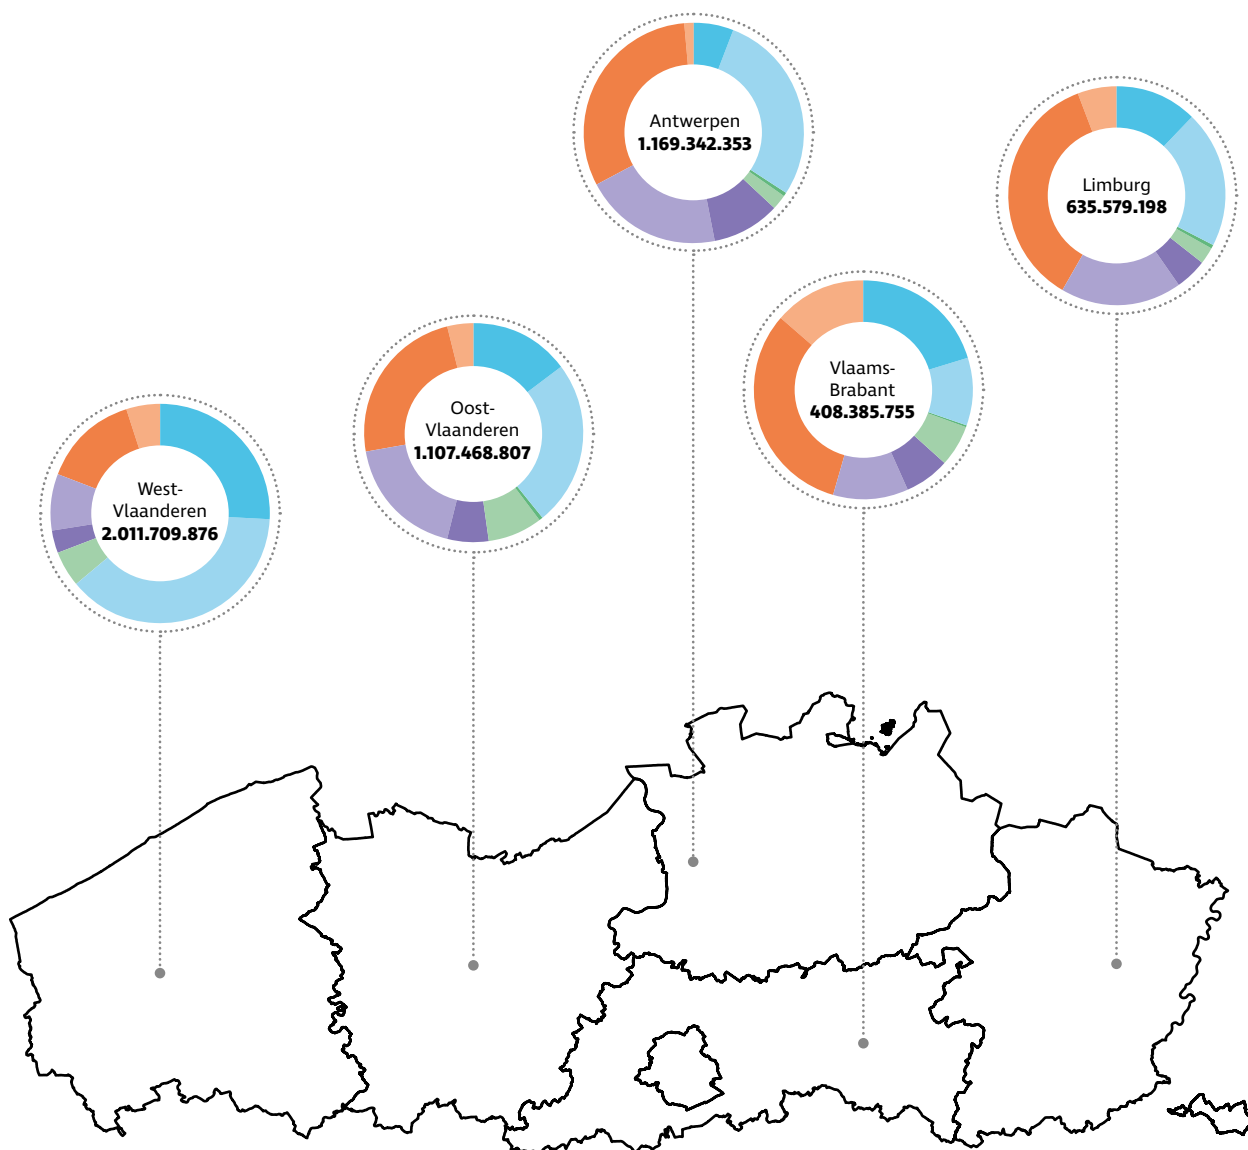 Antwerpen
1.169.342.353
Limburg
635.579.198
Vlaams-
Brabant
408.385.755
Oost-
Vlaanderen
1.107.468.807
West-
Vlaanderen
2.011.709.876